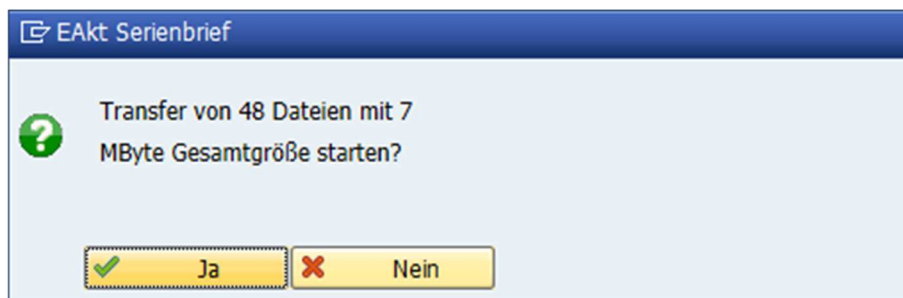 EAkt Serienbrief
Transfer von 48 Dateien mit 7
MByte Gesamtgröße starten?
Ja Nein